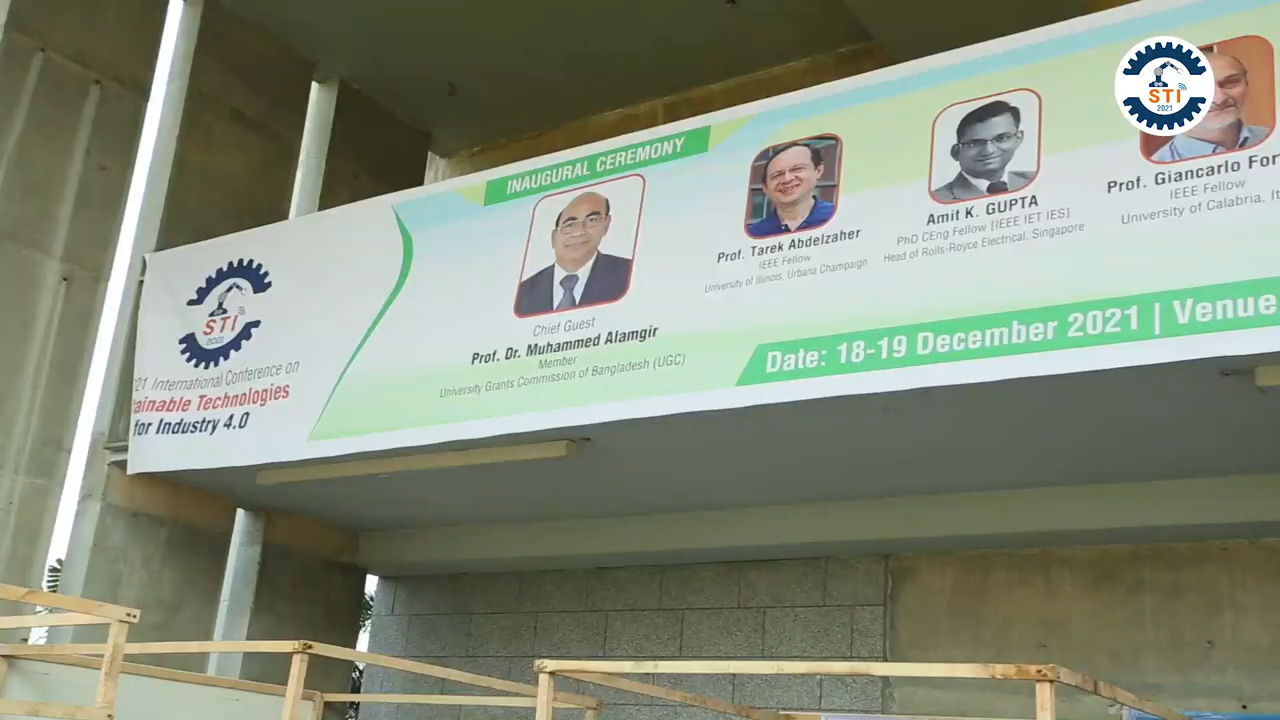 INAUGURAL CEREMONY
STI
2021
21 International Conference on
ainable Technologies
for Industry 4.0
Chief Guest
Prof. Dr. Muhammed Alamgir
Member
University Grants Commission of Bangladesh (UGC)
Prof. Tarek Abdelzaher
IEEE Fellow
University of Illinois, Urbana Champaign
Amit K. GUPTA
PhD CEng Fellow [IEEE IET IES]
Head of Rolls-Royce Electrical, Singapore
Prof. Giancarlo For
IEEE Fellow
University of Calabria, It
Date: 18-19 December 2021 | Venue
STI
2021